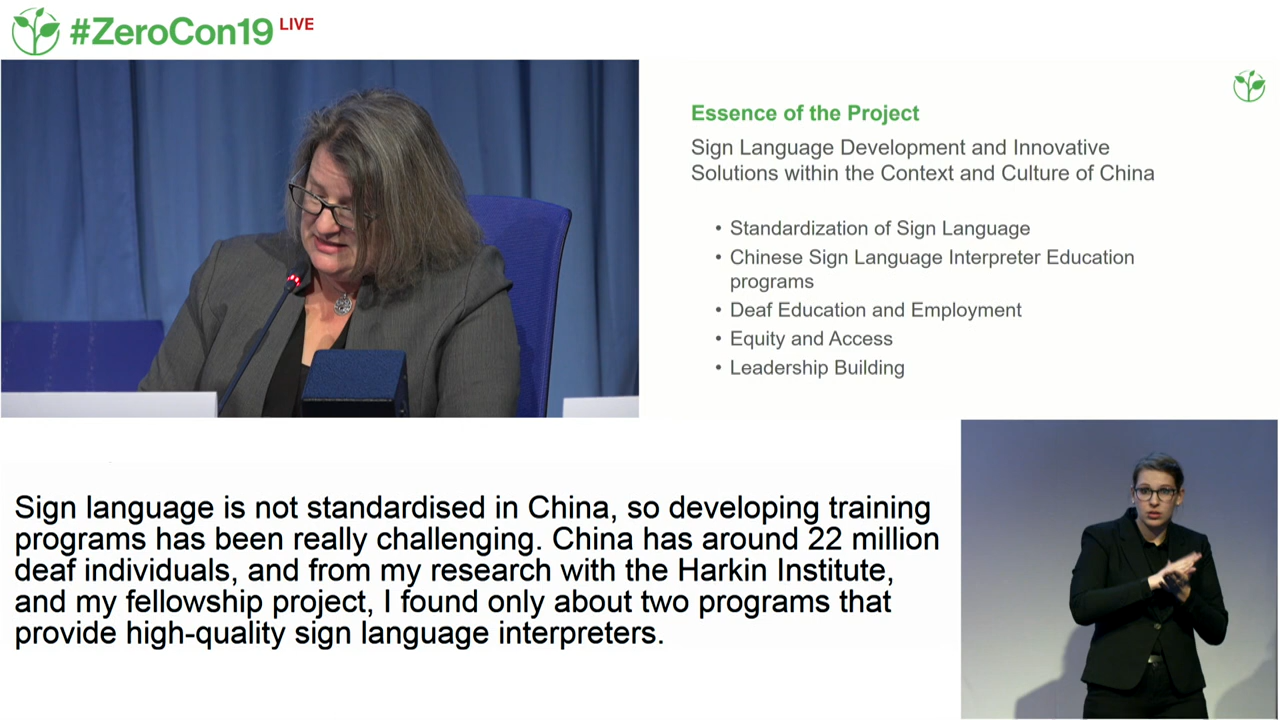 #ZeroCon19 LIVE
Essence of the Project
Sign Language Development and Innovative
Solutions within the Context and Culture of China
• Standardization of Sign Language
• Chinese Sign Language Interpreter Education
programs
• Deaf Education and Employment
• Equity and Access
• Leadership Building
Sign language is not standardised in China, so developing training
programs has been really challenging. China has around 22 million
deaf individuals, and from my research with the Harkin Institute,
and my fellowship project, I found only about two programs that
provide high-quality sign language interpreters.